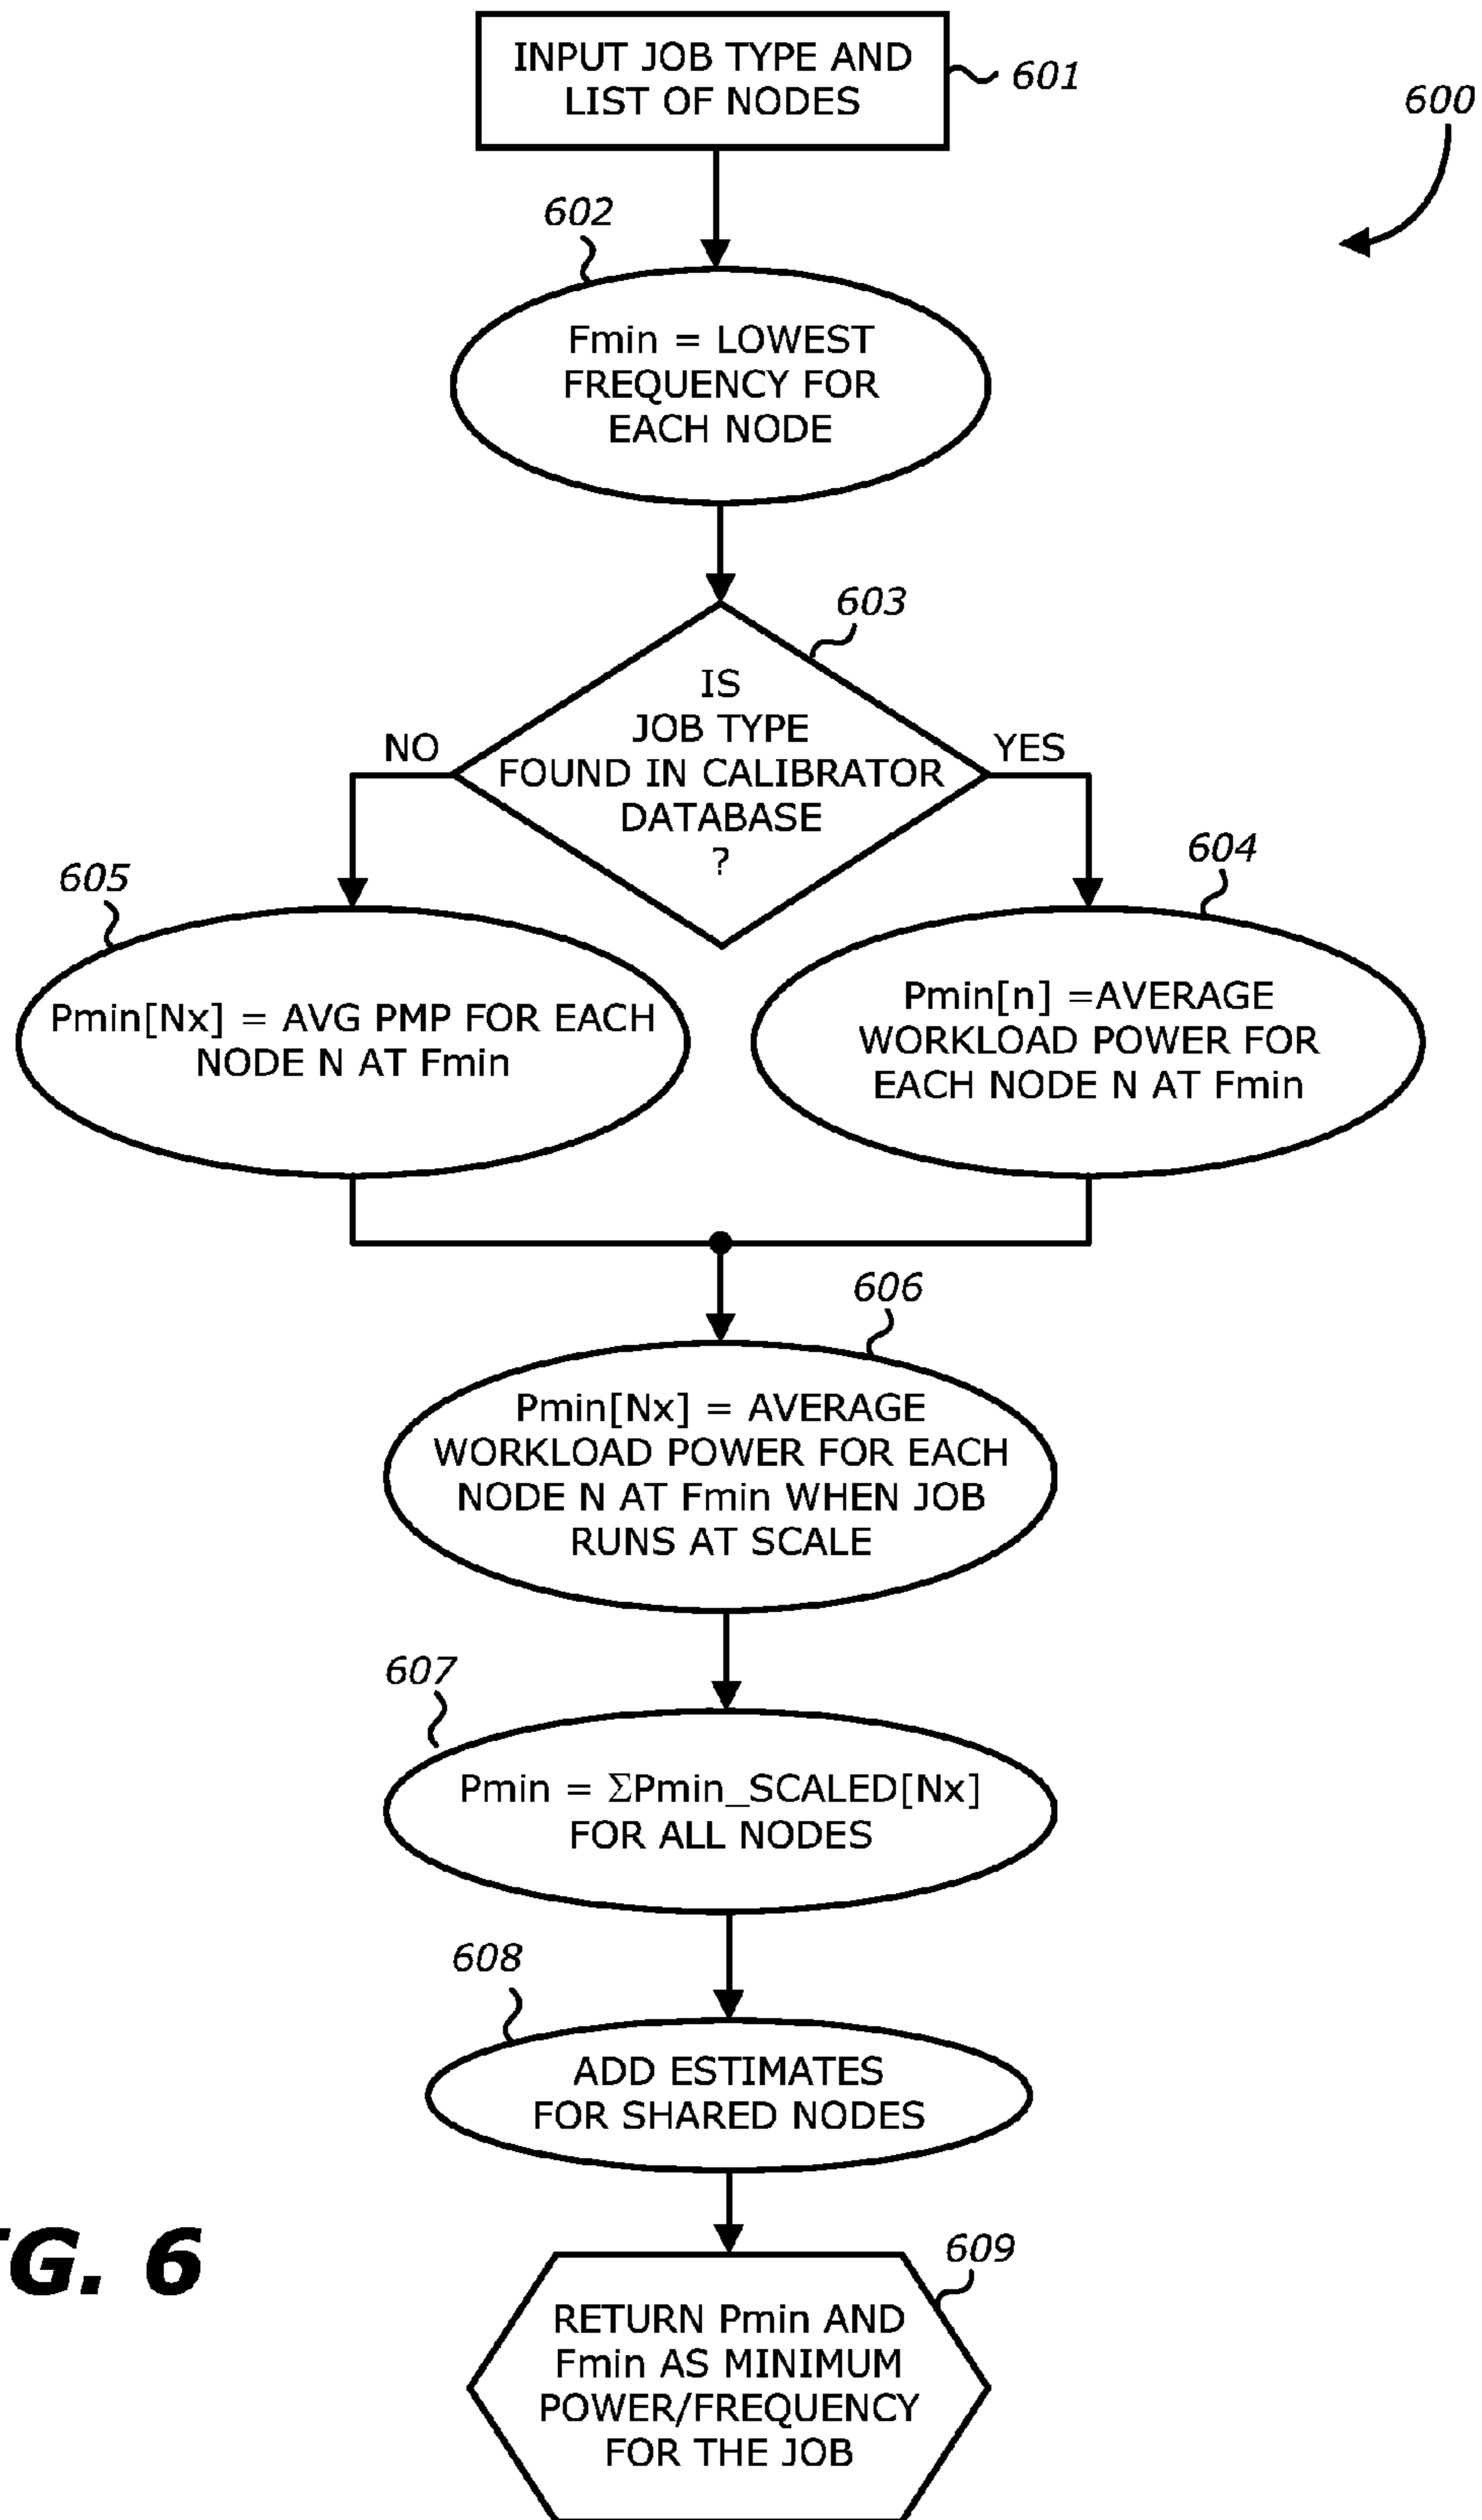 INPUT JOB TYPE AND
LIST OF NODES
601
600
602
Fmin = LOWEST
FREQUENCY FOR
EACH NODE
603
IS
JOB TYPE
FOUND IN CALIBRATOR
DATABASE
?
NO
YES
605
604
Pmin[Nx] = AVG PMP FOR EACH
NODE N AT Fmin
Pmin[n] =AVERAGE
WORKLOAD POWER FOR
EACH NODE N AT Fmin
606
Pmin[Nx] = AVERAGE
WORKLOAD POWER FOR EACH
NODE N AT Fmin WHEN JOB
RUNS AT SCALE
607
Pmin = ΣPmin_SCALED[Nx]
FOR ALL NODES
608
ADD ESTIMATES
FOR SHARED NODES
609
RETURN Pmin AND
Fmin AS MINIMUM
POWER/FREQUENCY
FOR THE JOB
G. 6